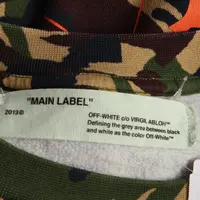 "MAIN LABEL"
2013©
OFF-WHITE c/o VIRGIL ABLOH™
Defining the grey area between black
and white as the color Off-White™